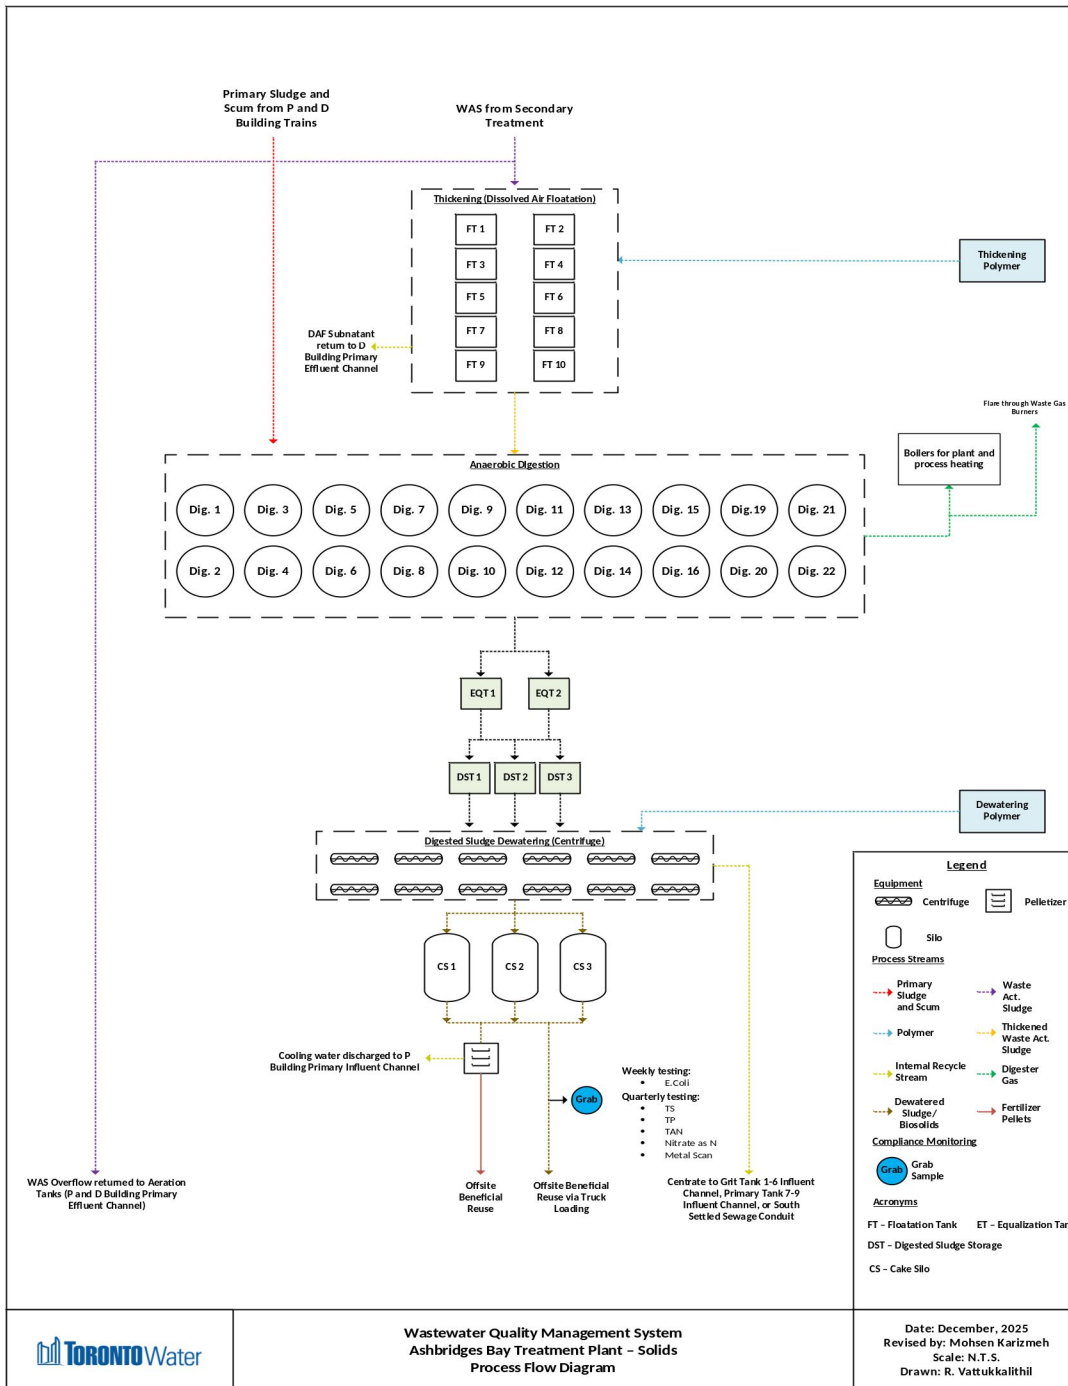 Primary Sludge and
Scum from P and D
Building Trains
WAS from Secondary
Treatment
Thickening (Dissolved Air Floatation)
FT 1
FT 2
FT 3
FT 4
FT 5
FT 6
FT 7
FT 8
FT 9
FT 10
Thickening
Polymer
DAF Subnatant
return to D
Building Primary
Effluent Channel
Flare through Waste Gas
Burners
Boilers for plant and
process heating
Anaerobic Digestion
Dig. 1
Dig. 3
Dig. 5
Dig. 7
Dig. 9
Dig. 11
Dig. 13
Dig. 15
Dig.19
Dig. 21
Dig. 2
Dig. 4
Dig. 6
Dig. 8
Dig. 10
Dig. 12
Dig. 14
Dig. 16
Dig. 20
Dig. 22
EQT 1
EQT 2
DST 1
DST 2
DST 3
Dewatering
Polymer
Digested Sludge Dewatering (Centrifuge)
CS 1
CS 2
CS 3
Cooling water discharged to P
Building Primary Influent Channel
Grab
Weekly testing:
• E.Coli
Quarterly testing:
• TS
• TP
• TAN
• Nitrate as N
• Metal Scan
WAS Overflow returned to Aeration
Tanks (P and D Building Primary
Effluent Channel)
Offsite
Beneficial
Reuse
Offsite Beneficial
Reuse via Truck
Loading
Centrate to Grit Tank 1-6 Influent
Channel, Primary Tank 7-9
Influent Channel, or South
Settled Sewage Conduit
Legend
Equipment
Centrifuge
Pelletizer
Silo
Process Streams
Primary
Sludge
and Scum
Waste
Act.
Sludge
Polymer
Thickened
Waste Act.
Sludge
Internal Recycle
Stream
Digester
Gas
Dewatered
Sludge/
Biosolids
Fertilizer
Pellets
Compliance Monitoring
Grab
Grab
Sample
Acronyms
FT – Floatation Tank
ET – Equalization Tan
DST – Digested Sludge Storage
CS – Cake Silo
TORONTO Water
Wastewater Quality Management System
Ashbridges Bay Treatment Plant – Solids
Process Flow Diagram
Date: December, 2025
Revised by: Mohsen Karizmeh
Scale: N.T.S.
Drawn: R. Vattukkalithil